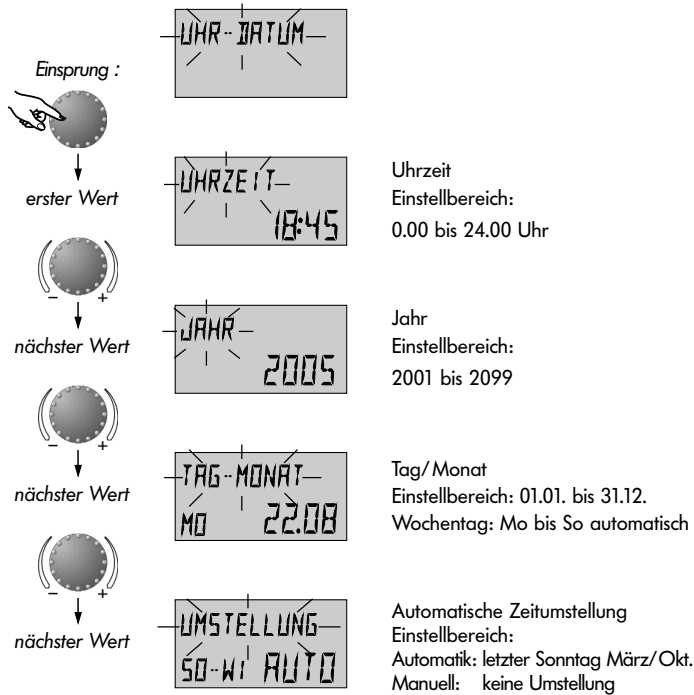 UHR-DATUM
Einsprung :
erster Wert
UHRZEIT
18:45
Uhrzeit
Einstellbereich:
0.00 bis 24.00 Uhr
– +
nächster Wert
JAHR
2005
Jahr
Einstellbereich:
2001 bis 2099
– +
nächster Wert
TAG-MONAT
MO 22.08
Tag/Monat
Einstellbereich: 01.01. bis 31.12.
Wochentag: Mo bis So automatisch
– +
nächster Wert
UMSTELLUNG
SO-WI AUTO
Automatische Zeitumstellung
Einstellbereich:
Automatik: letzter Sonntag März/Okt.
Manuell: keine Umstellung